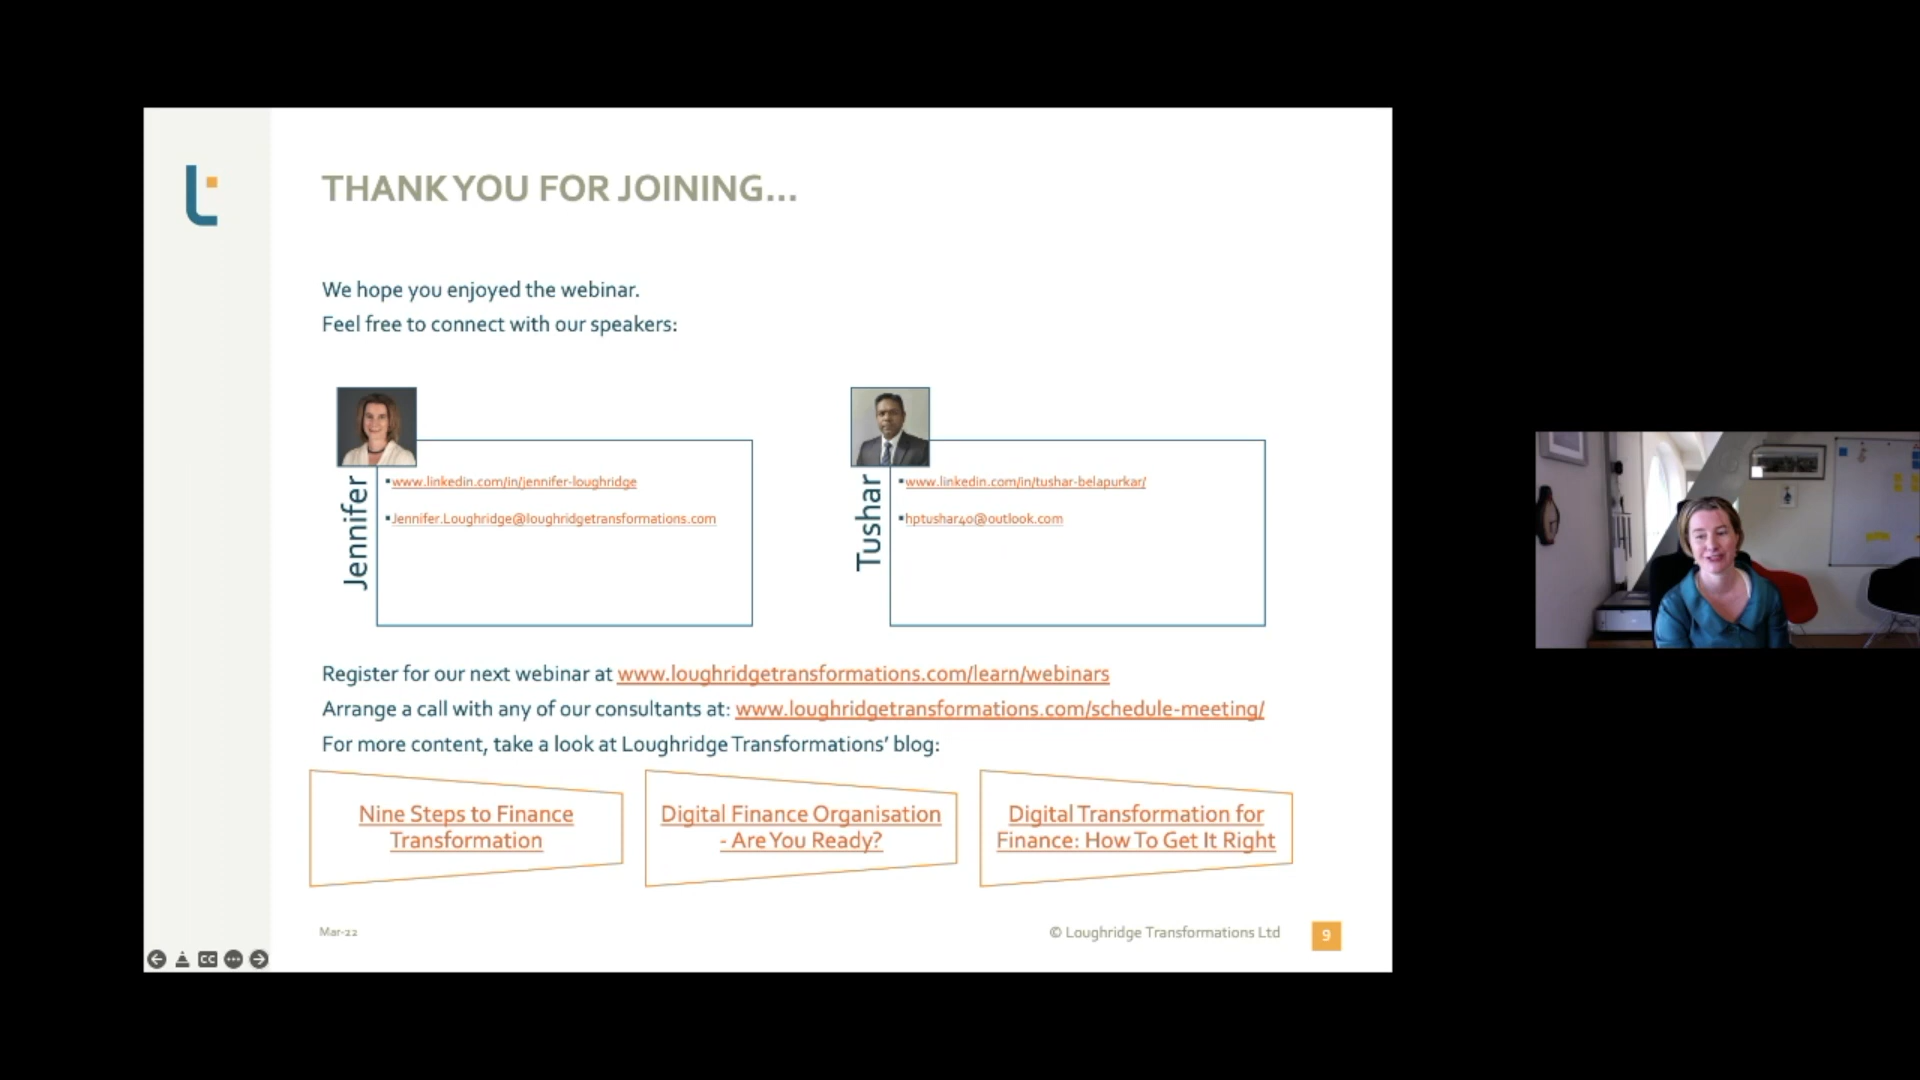 THANK YOU FOR JOINING...
We hope you enjoyed the webinar.
Feel free to connect with our speakers:
Jennifer
▪www.linkedin.com/in/jennifer-loughridge
▪Jennifer.Loughridge@loughridgetransformations.com
Tushar
▪www.linkedin.com/in/tushar-belapurkar/
▪hptushar40@outlook.com
Register for our next webinar at www.loughridgetransformations.com/learn/webinars
Arrange a call with any of our consultants at: www.loughridgetransformations.com/schedule-meeting/
For more content, take a look at Loughridge Transformations’ blog:
Nine Steps to Finance
Transformation
Digital Finance Organisation
- Are You Ready?
Digital Transformation for
Finance: How To Get It Right
Mar-22
© Loughridge Transformations Ltd
9
CC